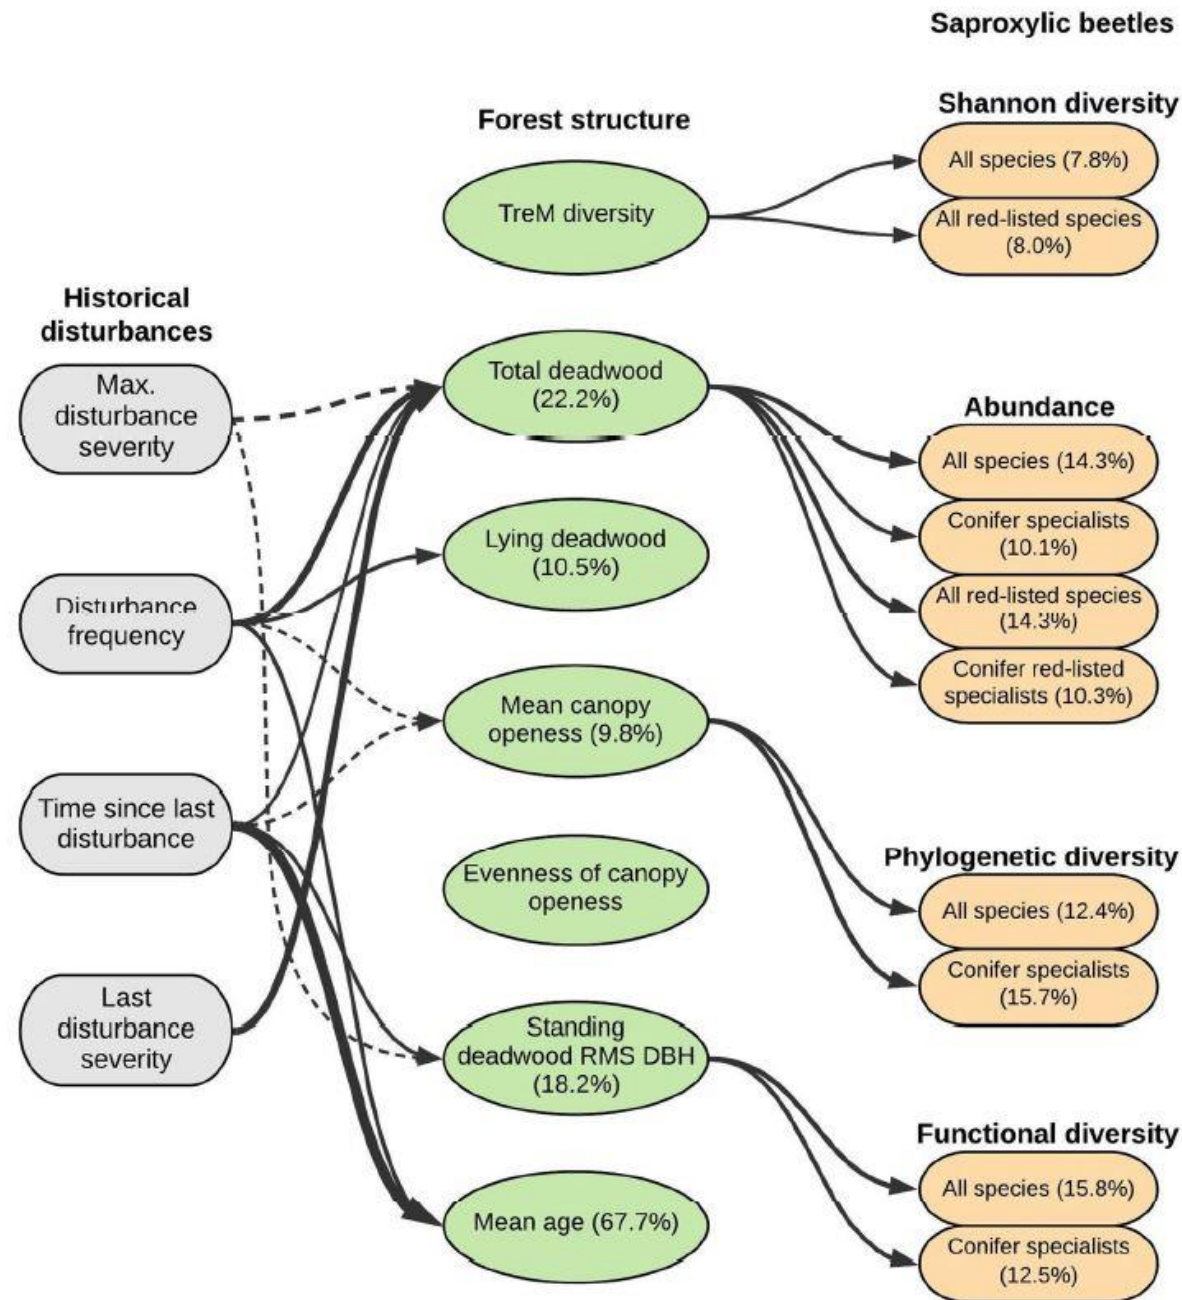 Saproxylic beetles
Forest structure
Shannon diversity
TreM diversity
All species (7.8%)
All red-listed species
(8.0%)
Historical
disturbances
Max.
disturbance
severity
Disturbance
frequency
Time since last
disturbance
Last
disturbance
severity
Total deadwood
(22.2%)
Lying deadwood
(10.5%)
Mean canopy
openess (9.8%)
Evenness of canopy
openess
Standing
deadwood RMS DBH
(18.2%)
Mean age (67.7%)
Abundance
All species (14.3%)
Conifer specialists
(10.1%)
All red-listed species
(14.3%)
Conifer red-listed
specialists (10.3%)
Phylogenetic diversity
All species (12.4%)
Conifer specialists
(15.7%)
Functional diversity
All species (15.8%)
Conifer specialists
(12.5%)